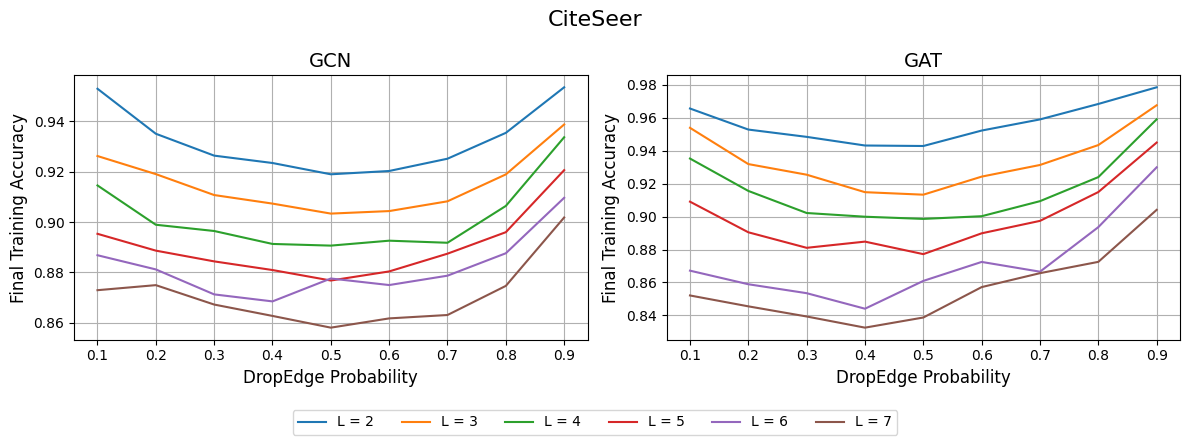 CiteSeer
GCN
Final Training Accuracy
0.94
0.92
0.90
0.88
0.86
0.1 0.2 0.3 0.4 0.5 0.6 0.7 0.8 0.9
DropEdge Probability
GAT
Final Training Accuracy
0.98
0.96
0.94
0.92
0.90
0.88
0.86
0.84
0.1 0.2 0.3 0.4 0.5 0.6 0.7 0.8 0.9
DropEdge Probability
L = 2 L = 3 L = 4 L = 5 L = 6 L = 7